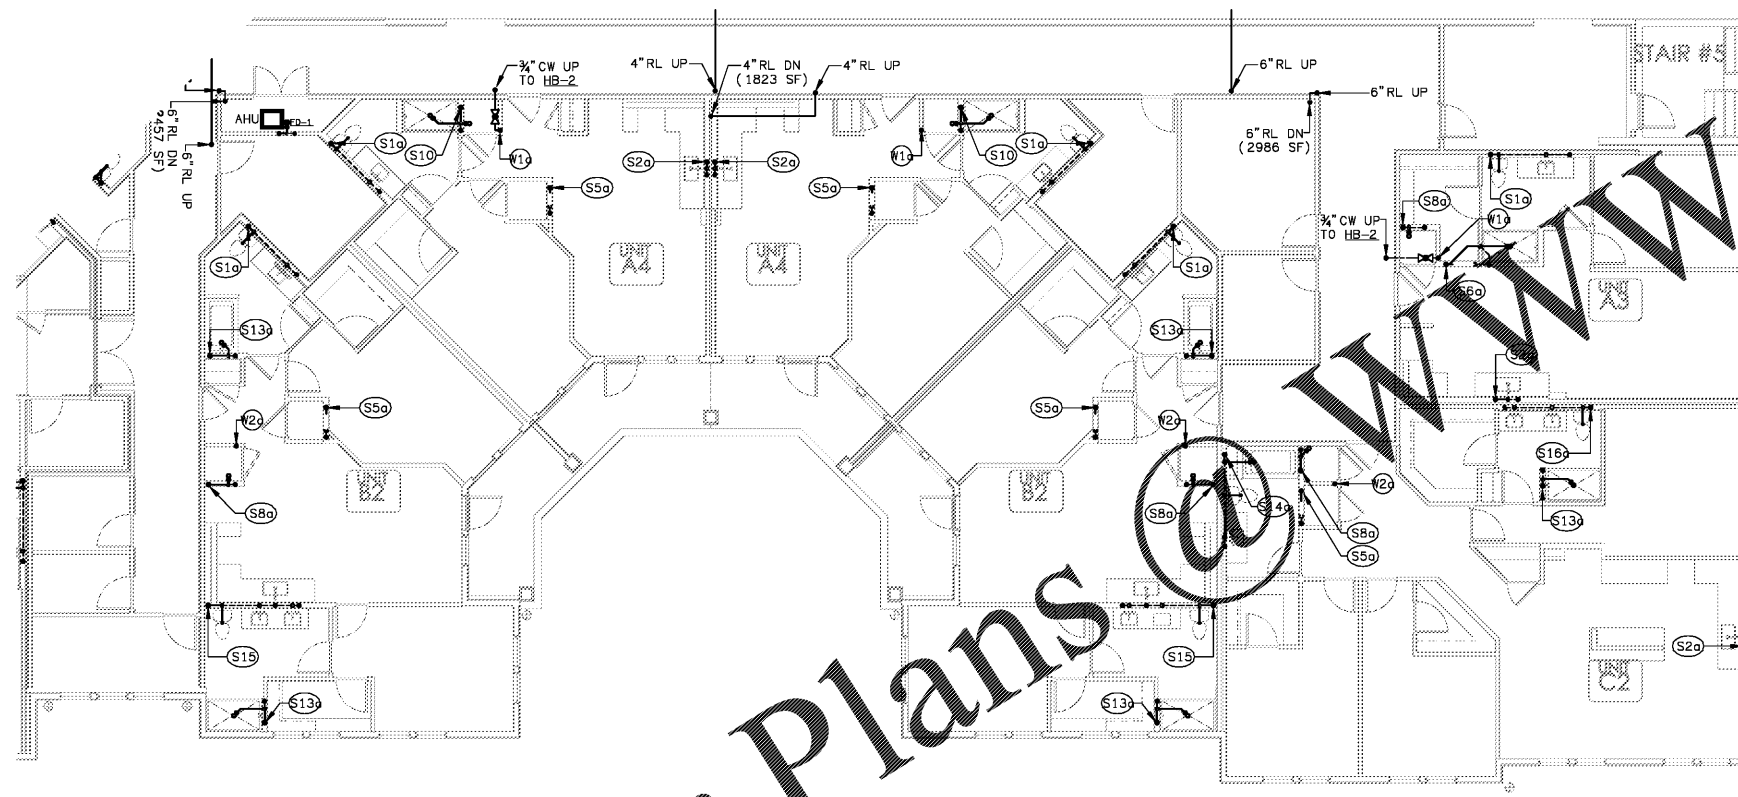 STAIR #5
¾" CW UP
TO HB-2
4"RL UP
4"RL DN
(1823 SF)
4"RL UP
6"RL UP
6"RL UP
6"RL DN
(2986 SF)
6"RL DN
9457 SF)
6"RL UP
AHU
FD-1
S1a
S10
W1a
S2a
S2a
W1a
S10
S1a
S5a
S5a
S8a
S1a
W1a
¾" CW UP
TO HB-2
S1a
UNIT
A4
UNIT
A4
S1a
S6a
UNIT
A3
S13a
S13a
S5a
W2a
S5a
W2a
S16a
UNIT
B2
UNIT
B2
W2a
S8a
S8a
S14a
S8a
S5a
S13a
S15
S15
S2a
UNIT
C2
S13a
S13a
Plans @ WWW